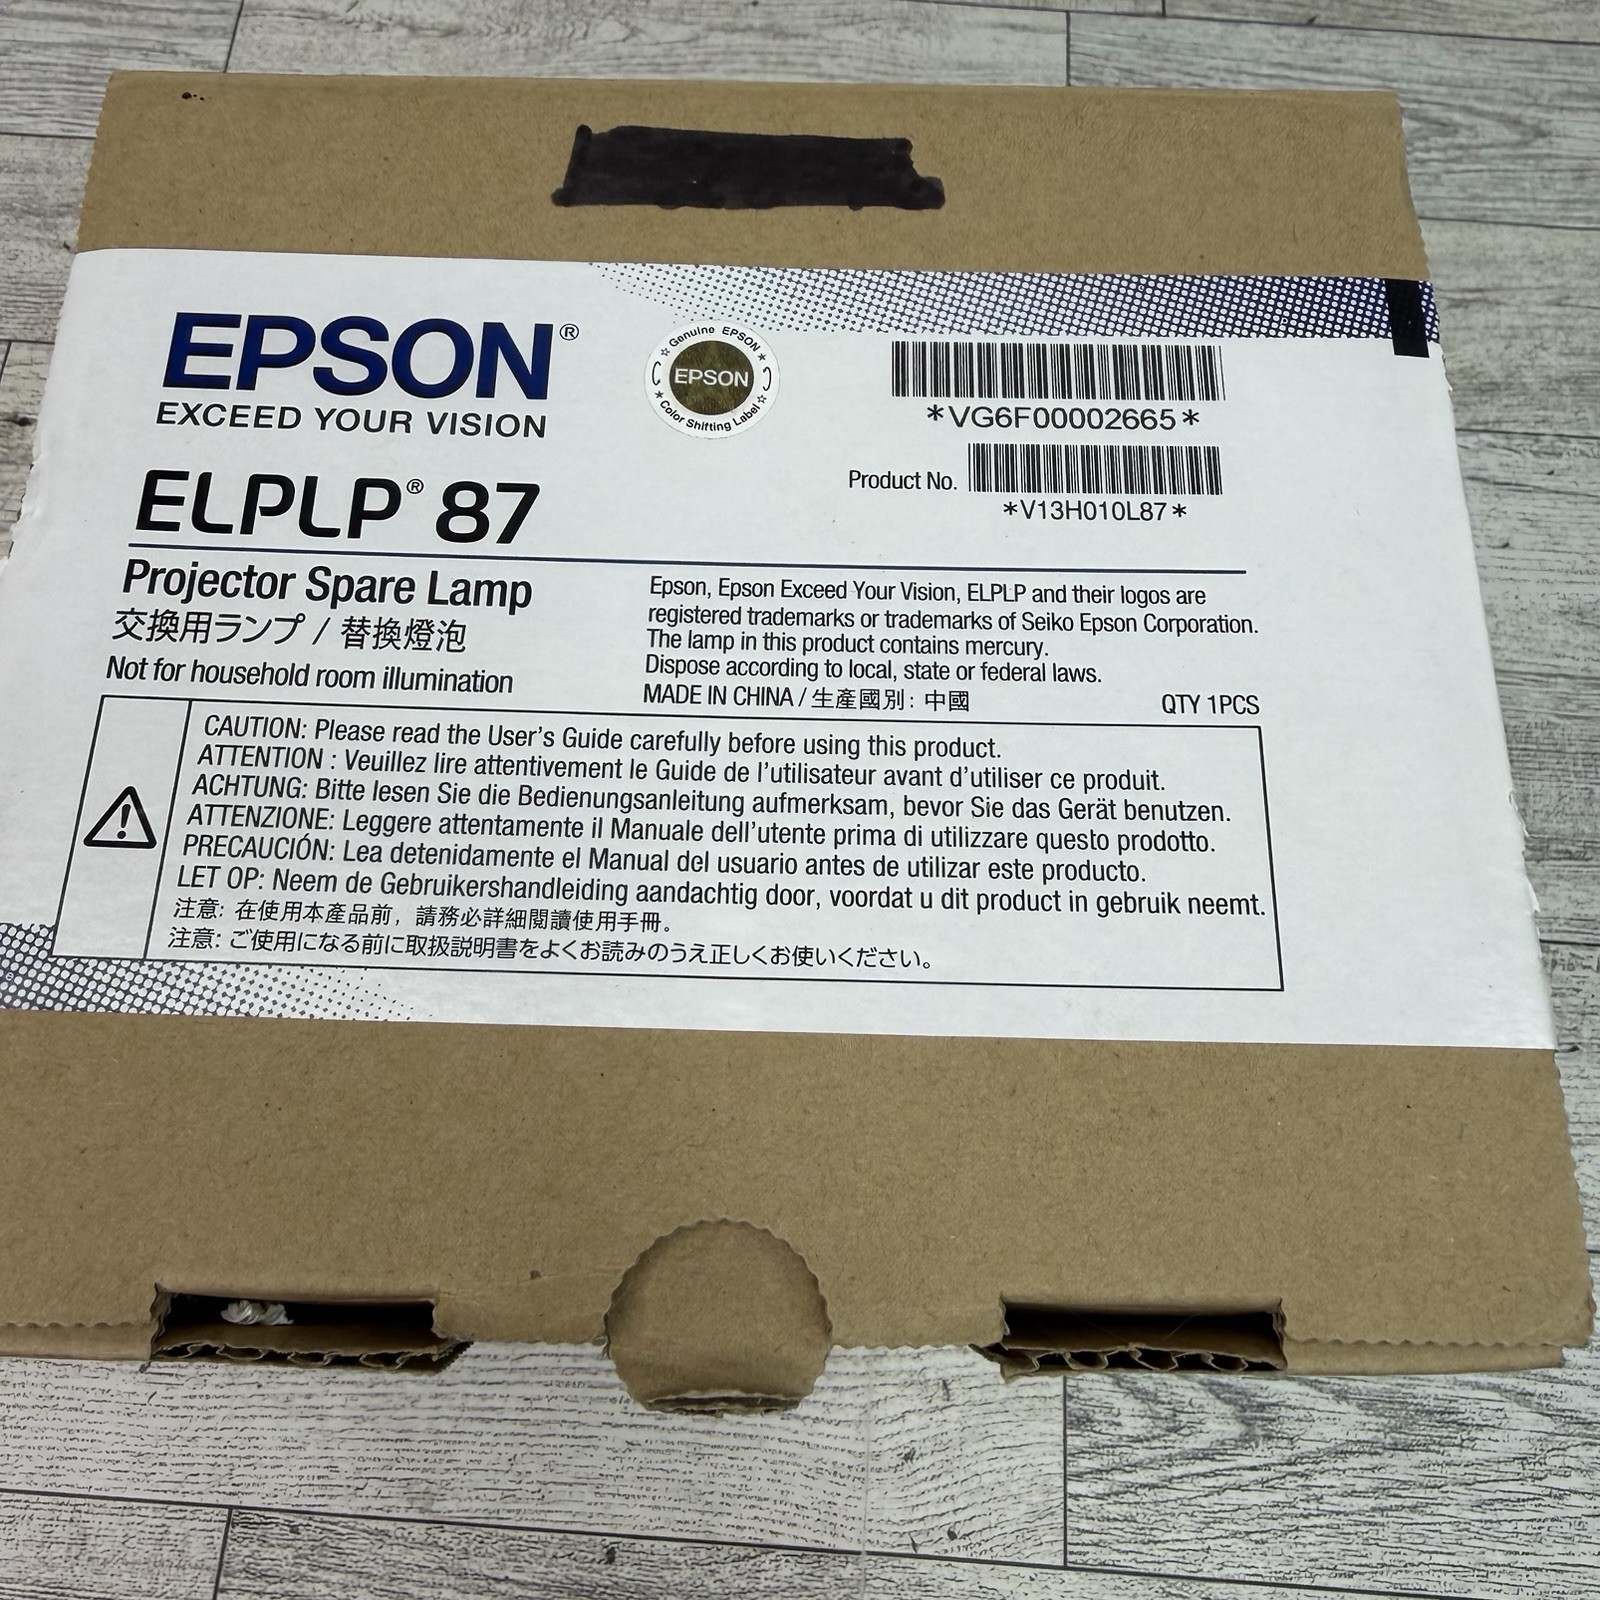 EPSON®
EXCEED YOUR VISION
Genuine EPSON
EPSON
Color Shifting Label
*VG6F00002665*
Product No.
*V13H010L87*
ELPLP® 87
Projector Spare Lamp
交換用ランプ / 替換燈泡
Not for household room illumination
Epson, Epson Exceed Your Vision, ELPLP and their logos are
registered trademarks or trademarks of Seiko Epson Corporation.
The lamp in this product contains mercury.
Dispose according to local, state or federal laws.
MADE IN CHINA / 生產國別: 中國
QTY 1PCS
CAUTION: Please read the User's Guide carefully before using this product.
ATTENTION : Veuillez lire attentivement le Guide de l'utilisateur avant d'utiliser ce produit.
ACHTUNG: Bitte lesen Sie die Bedienungsanleitung aufmerksam, bevor Sie das Gerät benutzen.
ATTENZIONE: Leggere attentamente il Manuale dell'utente prima di utilizzare questo prodotto.
PRECAUCIÓN: Lea detenidamente el Manual del usuario antes de utilizar este producto.
LET OP: Neem de Gebruikershandleiding aandachtig door, voordat u dit product in gebruik neemt.
注意: 在使用本產品前，請務必詳細閱讀使用手冊。
注意: ご使用になる前に取扱説明書をよくお読みのうえ正しくお使いください。